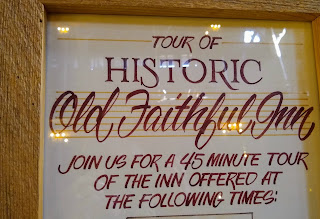 TOUR OF
HISTORIC
Old Faithful Inn
JOIN US FOR A 45 MINUTE TOUR
OF THE INN OFFERED AT
THE FOLLOWING TIMES: